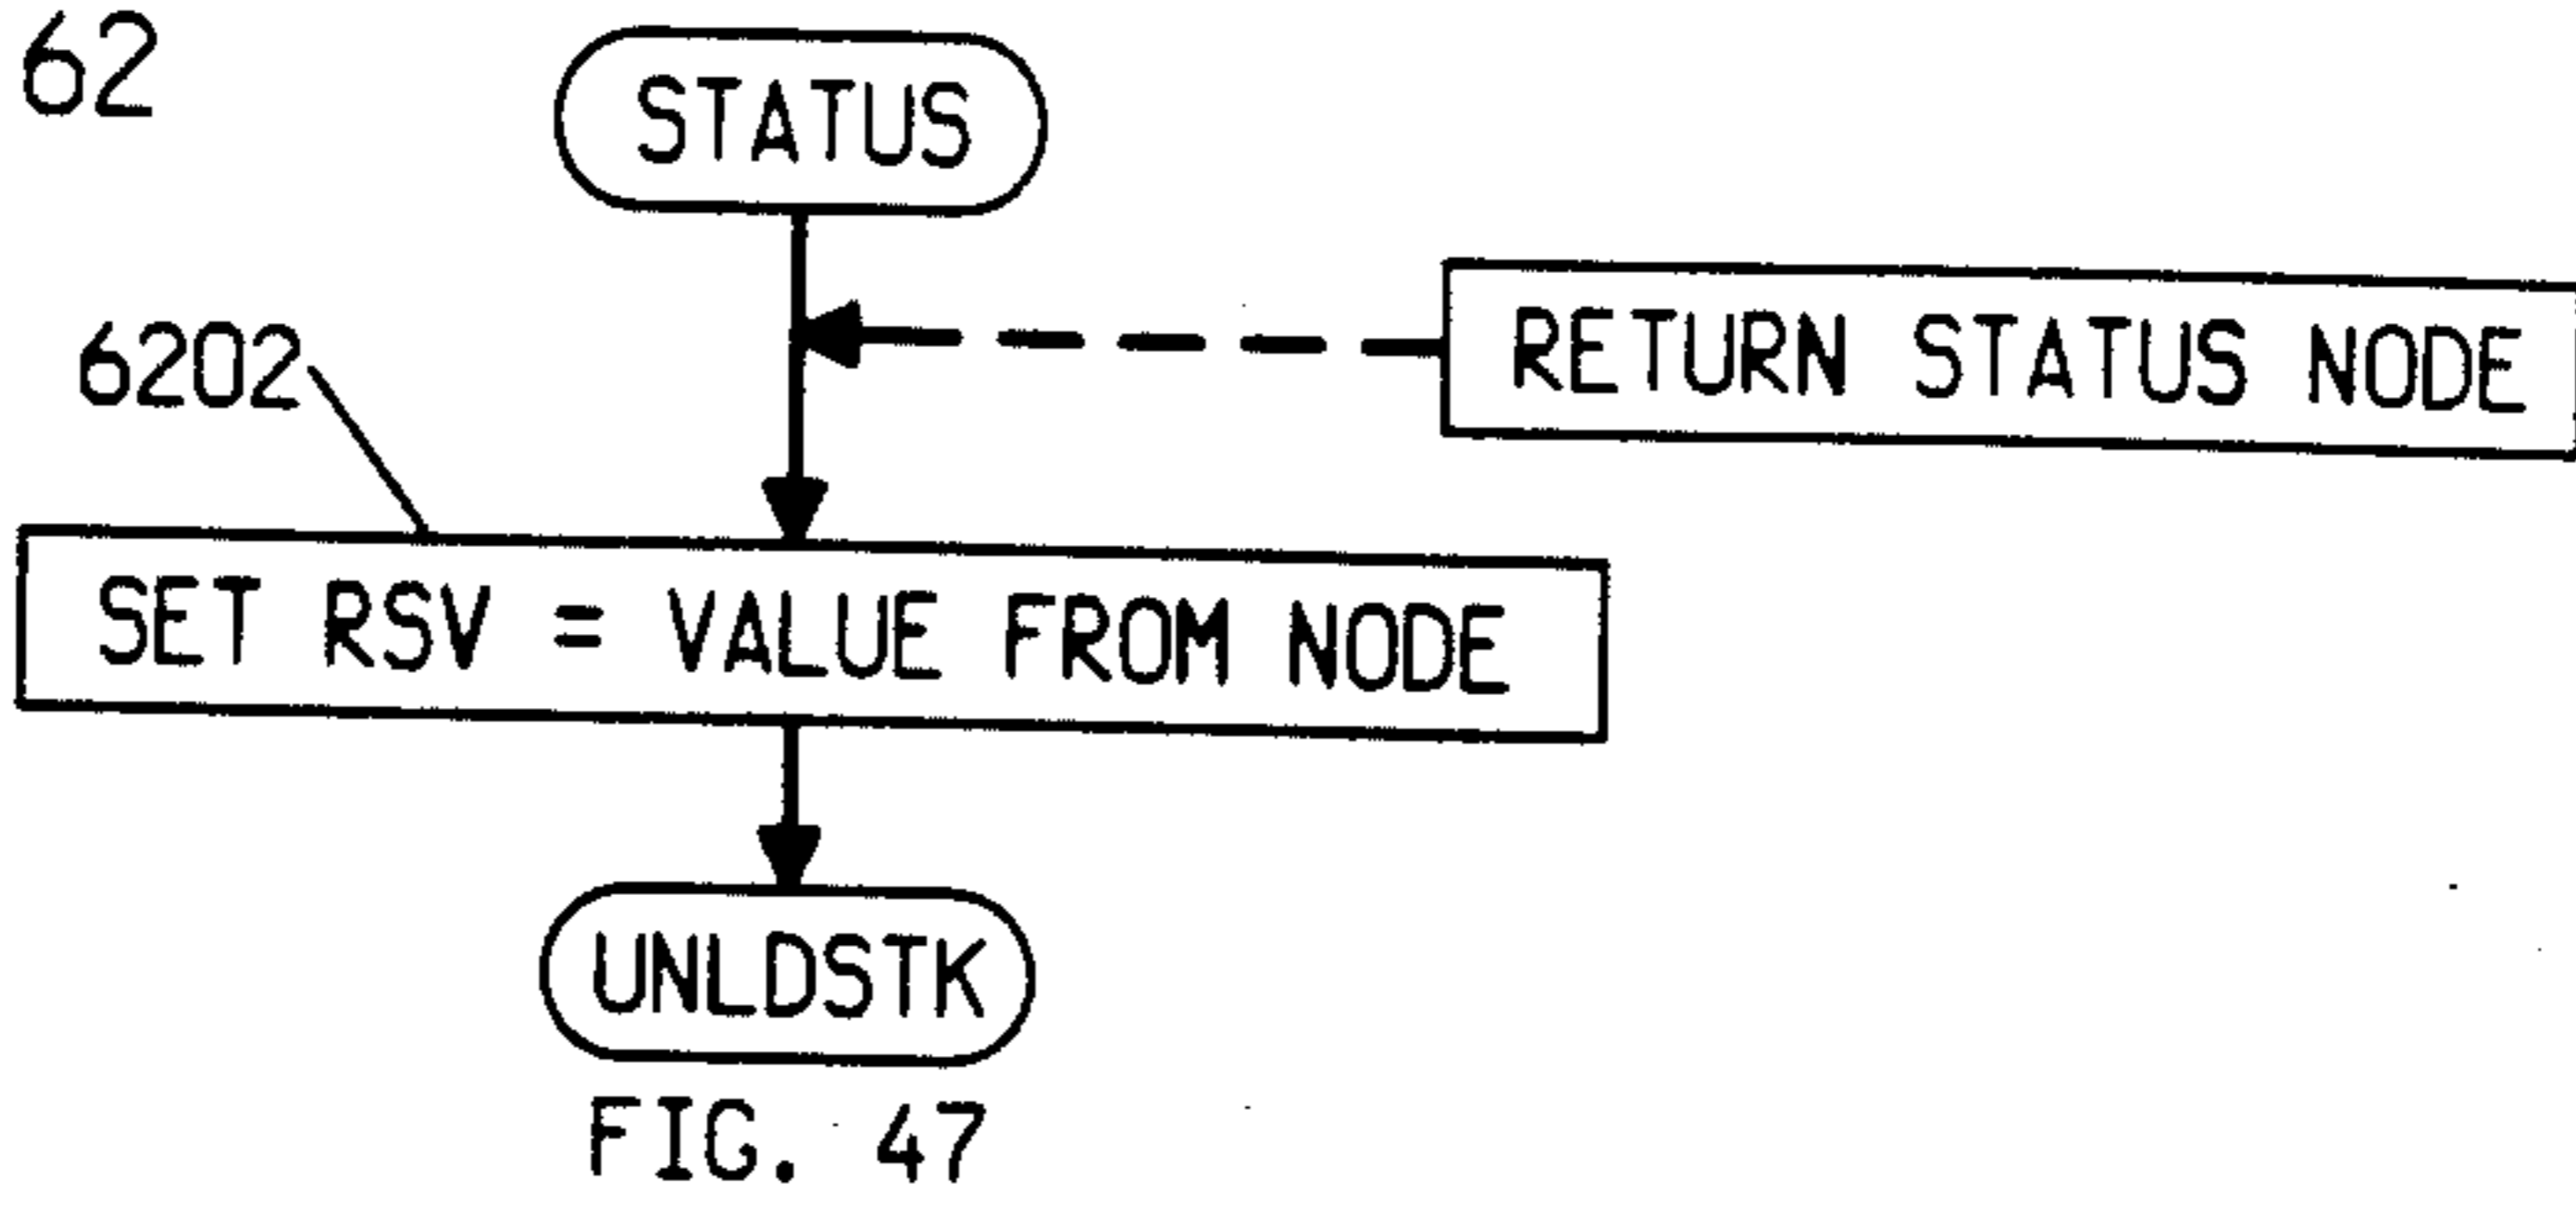 62
STATUS
RETURN STATUS NODE
6202
SET RSV = VALUE FROM NODE
UNLDSTK
FIG. 47